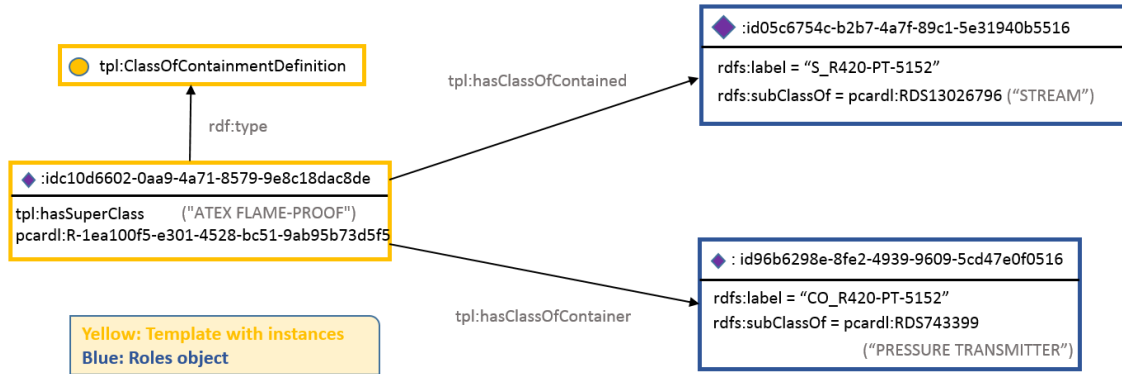 :id05c6754c-b2b7-4a7f-89c1-5e31940b5516
rdfs:label = “S_R420-PT-5152”
rdfs:subClassOf = pcardl:RDS13026796 (“STREAM”)
tpl:ClassOfContainmentDefinition
tpl:hasClassOfContained
rdf:type
:idc10d6602-0aa9-4a71-8579-9e8c18dac8de
tpl:hasSuperClass ("ATEX FLAME-PROOF")
pcardl:R-1ea100f5-e301-4528-bc51-9ab95b73d5f5
: id96b6298e-8fe2-4939-9609-5cd47e0f0516
rdfs:label = “CO_R420-PT-5152”
rdfs:subClassOf = pcardl:RDS743399
(“PRESSURE TRANSMITTER”)
tpl:hasClassOfContainer
Yellow: Template with instances
Blue: Roles object